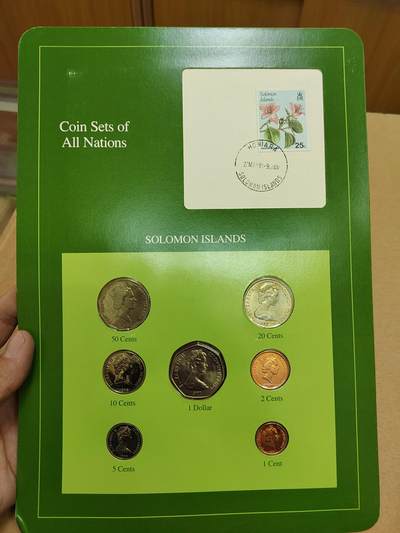 Coin Sets of
All Nations
Solomon
Islands
25c
HONIARA
SOLOMON ISLANDS
SOLOMON ISLANDS
50 Cents
20 Cents
10 Cents
1 Dollar
2 Cents
5 Cents
1 Cent